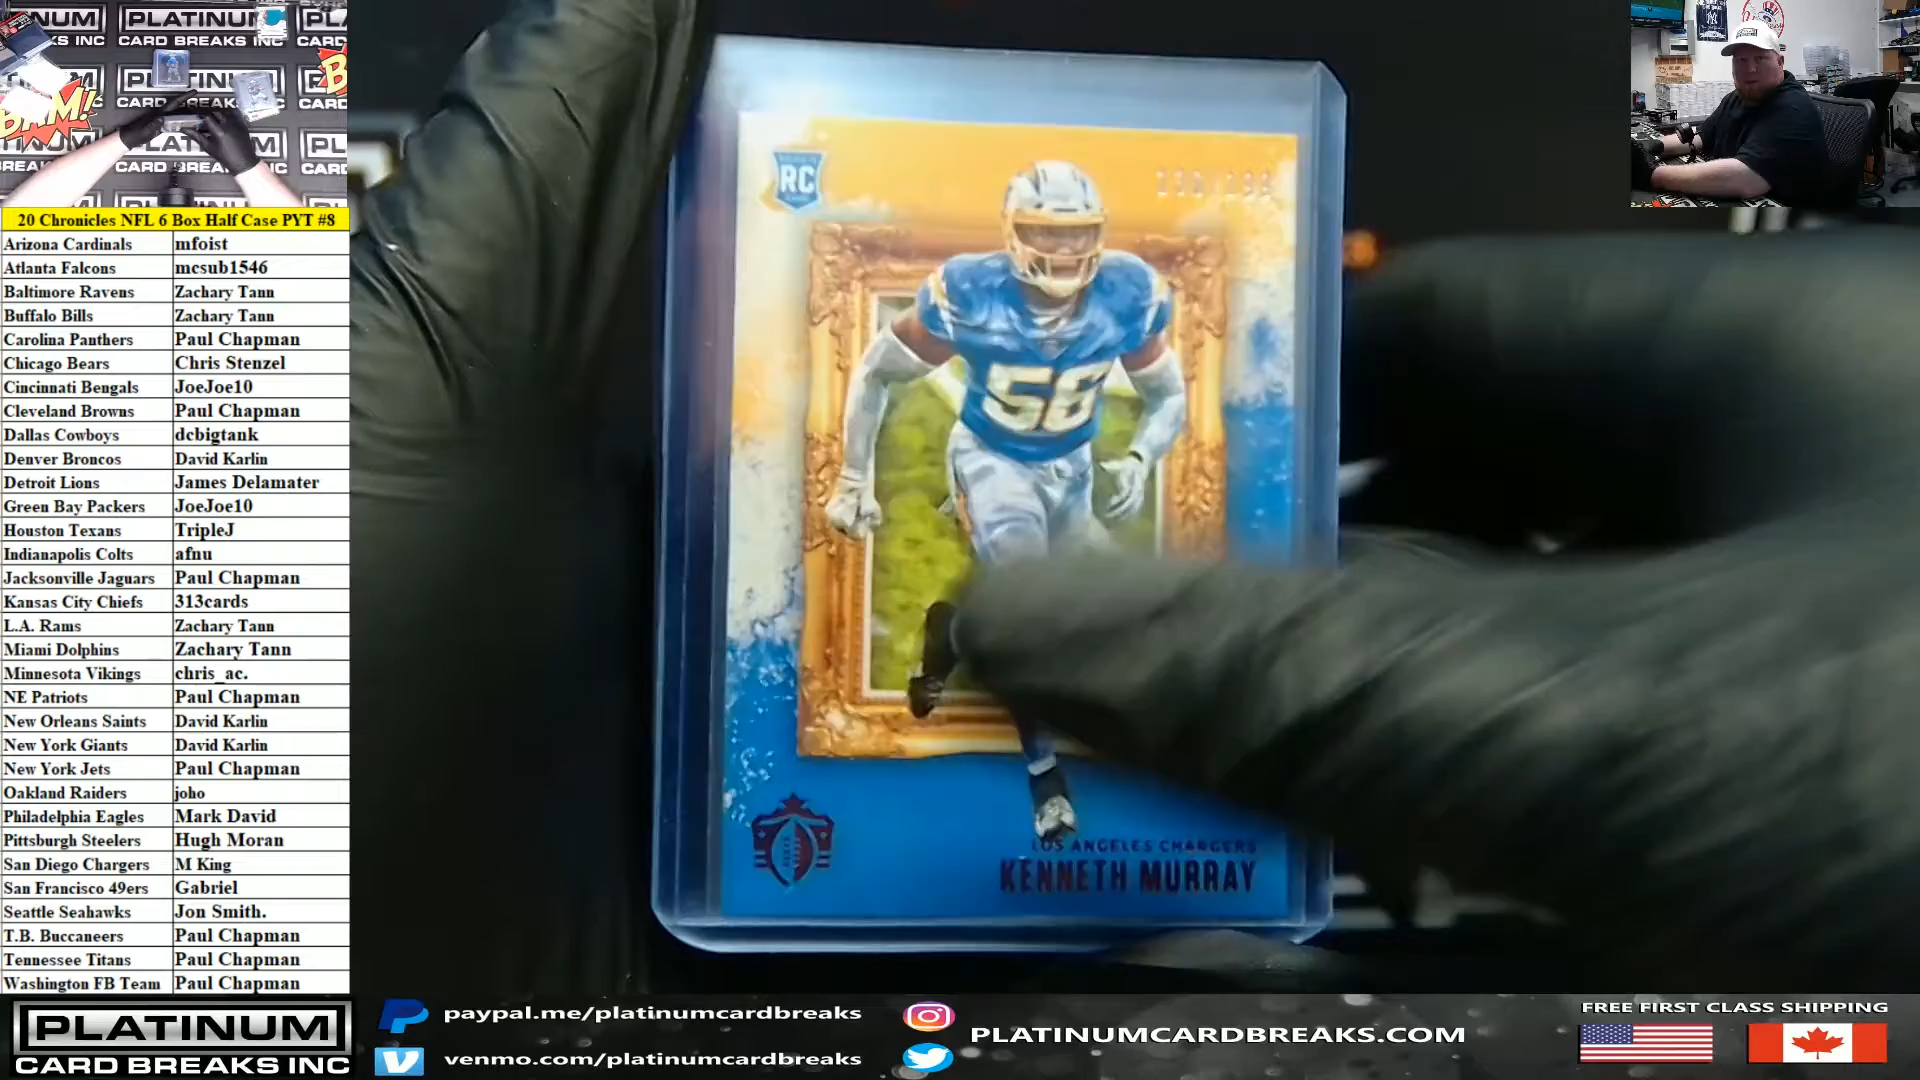 PLATINUM
CARD BREAKS INC
BAM!
20 Chronicles NFL 6 Box Half Case PYT #8
Arizona Cardinals mfoist
Atlanta Falcons mcsub1546
Baltimore Ravens Zachary Tann
Buffalo Bills Zachary Tann
Carolina Panthers Paul Chapman
Chicago Bears Chris Stenzel
Cincinnati Bengals JoeJoe10
Cleveland Browns Paul Chapman
Dallas Cowboys dcbigtank
Denver Broncos David Karlin
Detroit Lions James Delamater
Green Bay Packers JoeJoe10
Houston Texans TripleJ
Indianapolis Colts afnu
Jacksonville Jaguars Paul Chapman
Kansas City Chiefs 313cards
L.A. Rams Zachary Tann
Miami Dolphins Zachary Tann
Minnesota Vikings chris_ac.
NE Patriots Paul Chapman
New Orleans Saints David Karlin
New York Giants David Karlin
New York Jets Paul Chapman
Oakland Raiders joho
Philadelphia Eagles Mark David
Pittsburgh Steelers Hugh Moran
San Diego Chargers M King
San Francisco 49ers Gabriel
Seattle Seahawks Jon Smith.
T.B. Buccaneers Paul Chapman
Tennessee Titans Paul Chapman
Washington FB Team Paul Chapman
RC
56
LOS ANGELES CHARGERS
KENNETH MURRAY
PLATINUM
CARD BREAKS INC
paypal.me/platinumcardbreaks
venmo.com/platinumcardbreaks
PLATINUMCARDBREAKS.COM
FREE FIRST CLASS SHIPPING